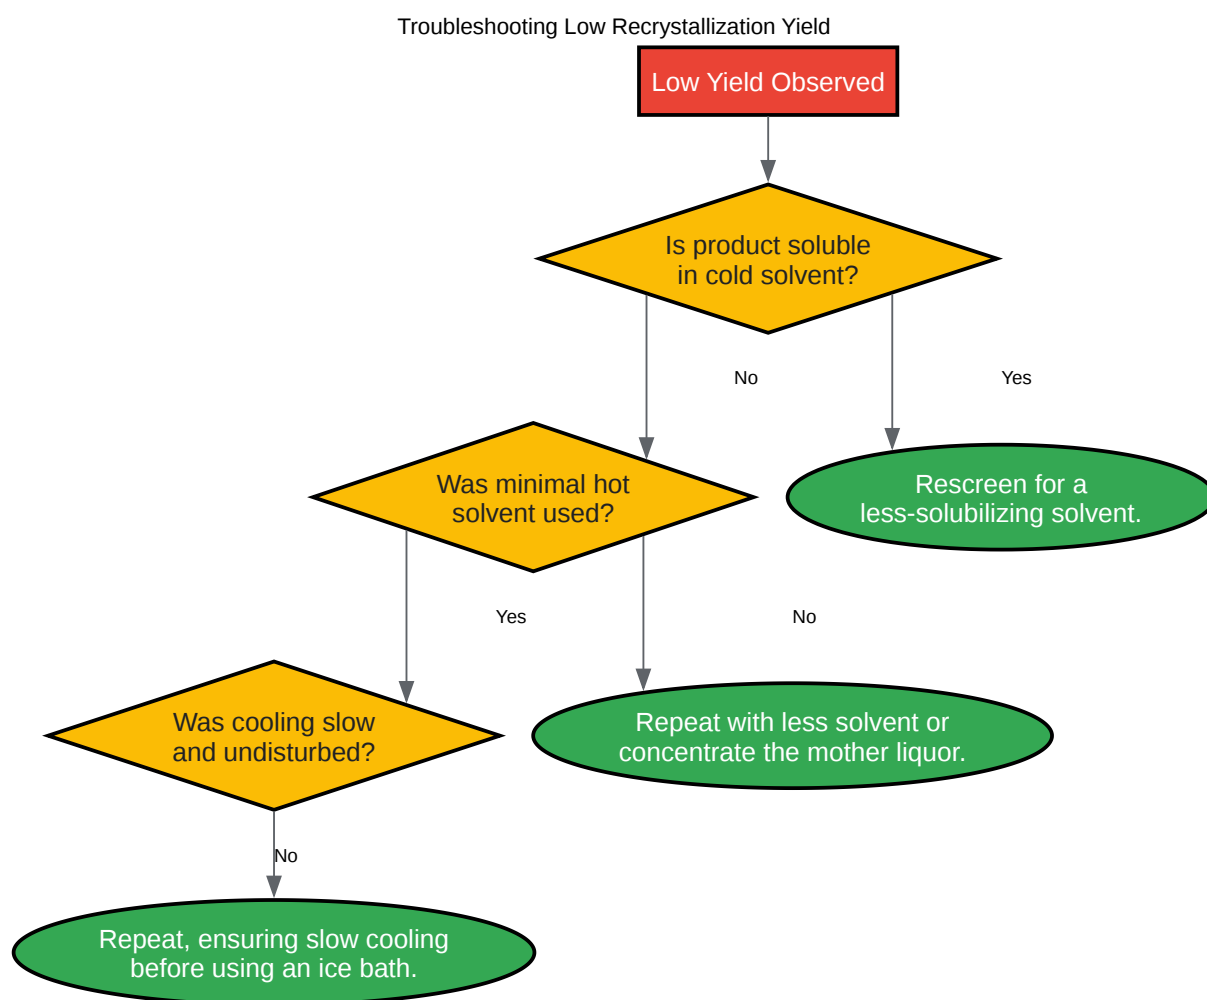 Troubleshooting Low Recrystallization Yield
Low Yield Observed
Is product soluble
in cold solvent?
No
Yes
Was minimal hot
solvent used?
Rescreen for a
less-solubilizing solvent.
Yes
No
Was cooling slow
and undisturbed?
Repeat with less solvent or
concentrate the mother liquor.
No
Repeat, ensuring slow cooling
before using an ice bath.